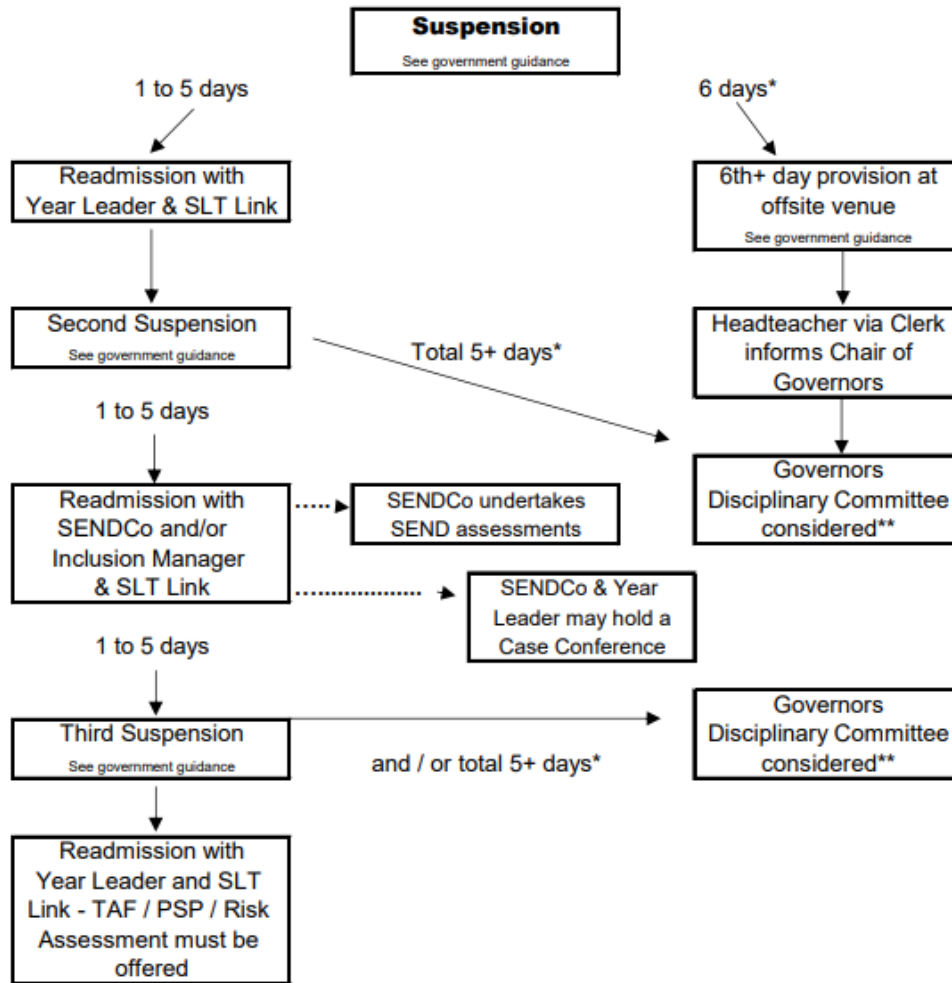 Suspension
See government guidance
1 to 5 days
6 days*
Readmission with
Year Leader & SLT Link
6th+ day provision at
offsite venue
See government guidance
Second Suspension
See government guidance
Total 5+ days*
Headteacher via Clerk
informs Chair of
Governors
1 to 5 days
Readmission with
SENDCo and/or
Inclusion Manager
& SLT Link
SENDCo undertakes
SEND assessments
Governors
Disciplinary Committee
considered**
SENDCo & Year
Leader may hold a
Case Conference
1 to 5 days
Third Suspension
See government guidance
and / or total 5+ days*
Governors
Disciplinary Committee
considered**
Readmission with
Year Leader and SLT
Link - TAF / PSP / Risk
Assessment must be
offered